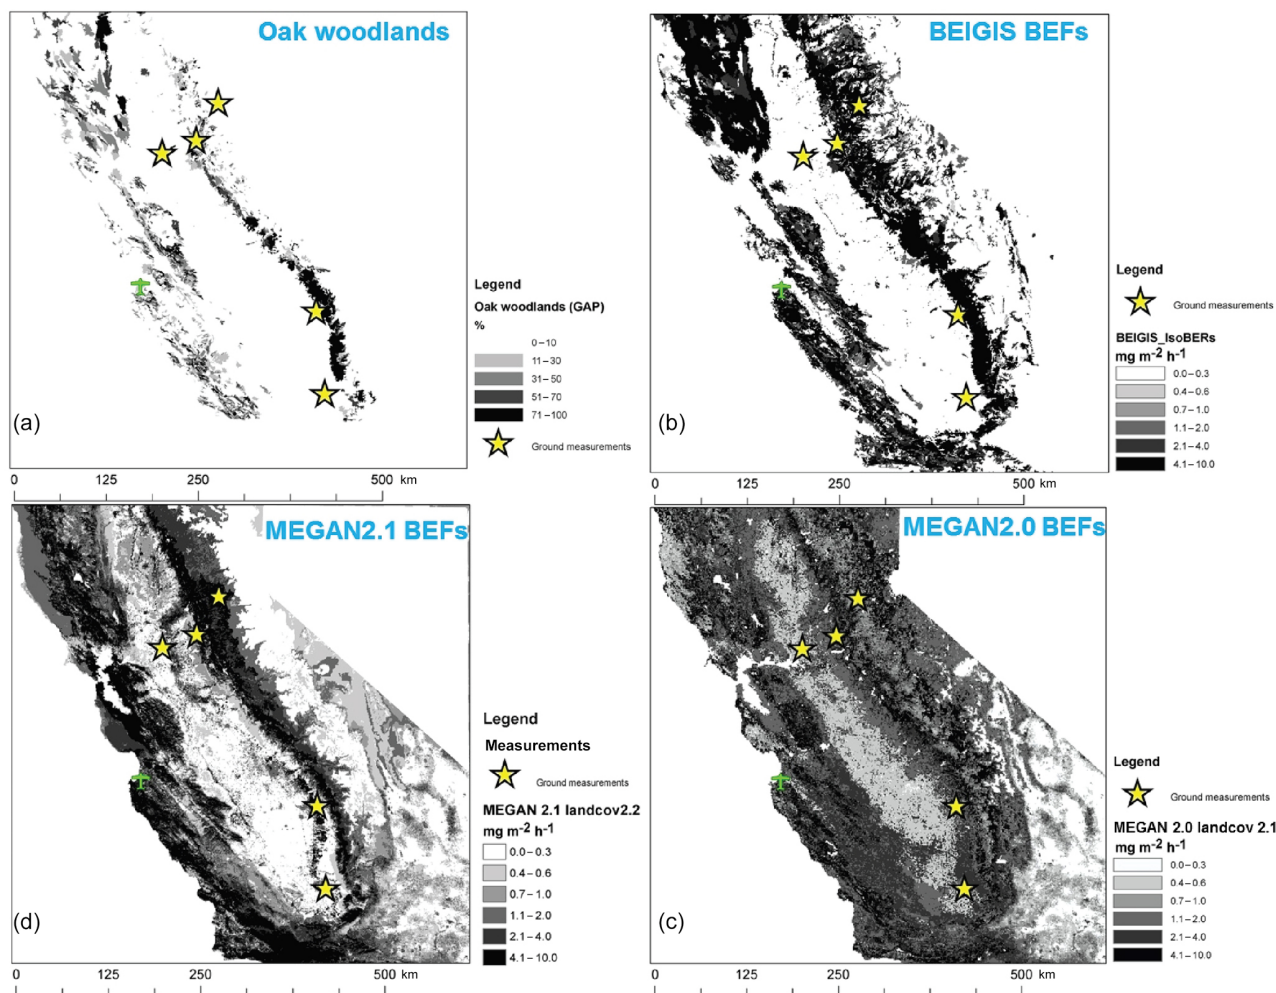 Oak woodlands
Legend
Oak woodlands (GAP)
%
0–10
11–30
31–50
51–70
71–100
Ground measurements
(a)
0 125 250 500 km
BEIGIS BEFs
Legend
Ground measurements
BEIGIS_IsoBERs
mg m-2 h-1
0.0–0.3
0.4–0.6
0.7–1.0
1.1–2.0
2.1–4.0
4.1–10.0
(b)
0 125 250 500 km
MEGAN2.1 BEFs
Legend
Measurements
Ground measurements
MEGAN 2.1 landcov2.2
mg m-2 h-1
0.0–0.3
0.4–0.6
0.7–1.0
1.1–2.0
2.1–4.0
4.1–10.0
(d)
0 125 250 500 km
MEGAN2.0 BEFs
Legend
Ground measurements
MEGAN 2.0 landcov 2.1
mg m-2 h-1
0.0–0.3
0.4–0.6
0.7–1.0
1.1–2.0
2.1–4.0
4.1–10.0
(c)
0 125 250 500 km